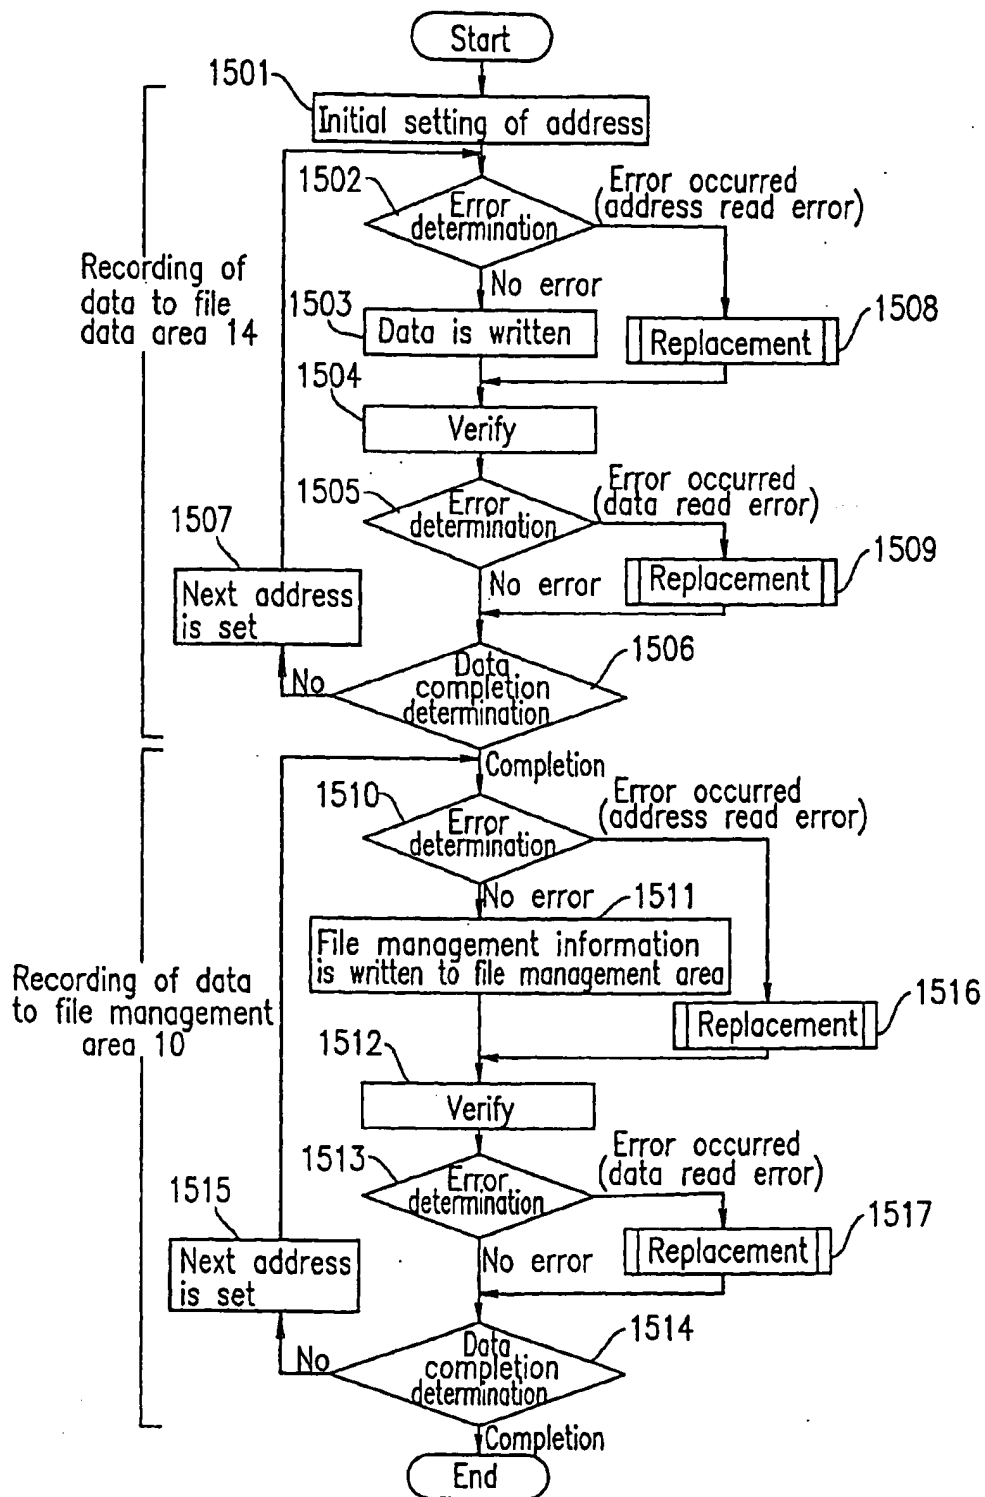 Start
1501
Initial setting of address
1502
Error
determination
Error occurred
(address read error)
Recording of
data to file
data area 14
No error
1503
Data is written
1508
Replacement
1504
Verify
1505
Error
determination
Error occurred
(data read error)
1507
Next address
is set
No error
1509
Replacement
1506
Data
completion
determination
No
Completion
1510
Error
determination
Error occurred
(address read error)
No error
1511
File management information
is written to file management area
Recording of data
to file management
area 10
1516
Replacement
1512
Verify
1513
Error
determination
Error occurred
(data read error)
1515
Next address
is set
No error
1517
Replacement
1514
Data
completion
determination
No
Completion
End